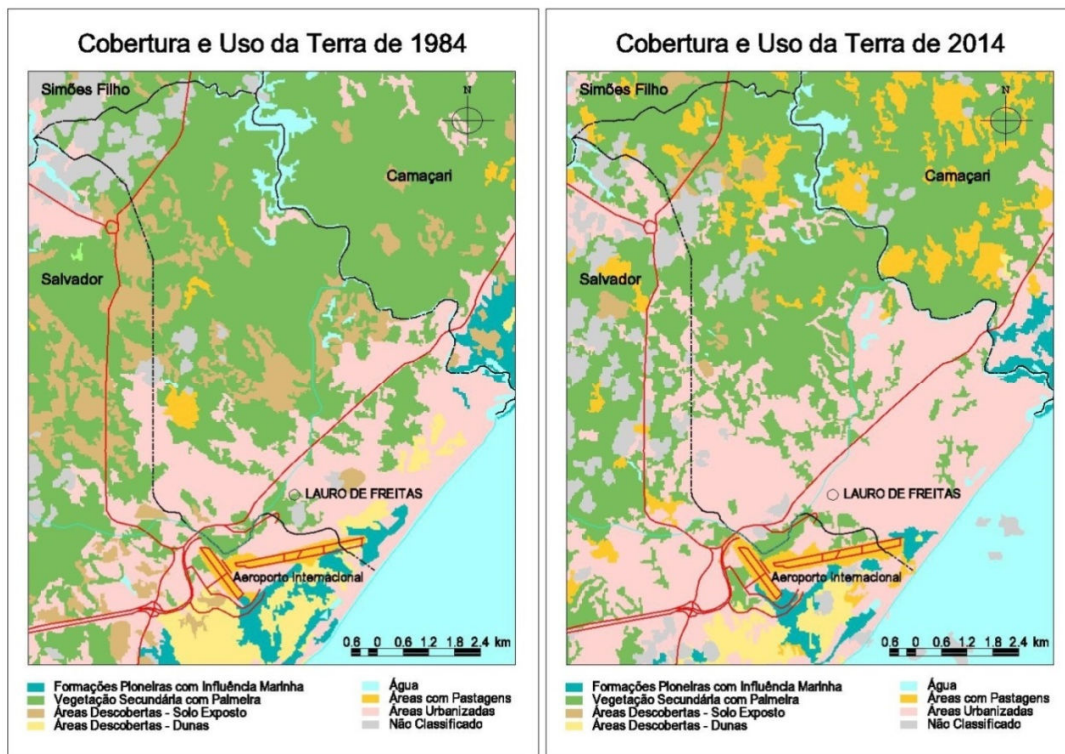 Cobertura e Uso da Terra de 1984
Simões Filho
N
Camaçari
Salvador
LAURO DE FREITAS
Aeroporto Internacional
0.6 0 0.6 1.2 1.8 2.4 km
Formações Pioneiras com Influência Marinha
Vegetação Secundária com Palmeira
Áreas Descobertas - Solo Exposto
Áreas Descobertas - Dunas
Água
Áreas com Pastagens
Áreas Urbanizadas
Não Classificado
Cobertura e Uso da Terra de 2014
Simões Filho
N
Camaçari
Salvador
LAURO DE FREITAS
Aeroporto Internacional
0.6 0 0.6 1.2 1.8 2.4 km
Formações Pioneiras com Influência Marinha
Vegetação Secundária com Palmeira
Áreas Descobertas - Solo Exposto
Áreas Descobertas - Dunas
Água
Áreas com Pastagens
Áreas Urbanizadas
Não Classificado